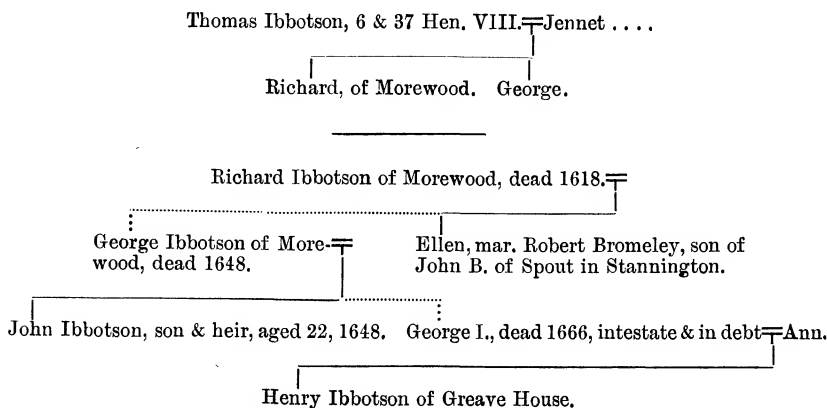 Thomas Ibbotson, 6 & 37 Hen. VIII. Jennet ....
Richard, of Morewood. George.
Richard Ibbotson of Morewood, dead 1618.
George Ibbotson of More-
wood, dead 1648.
Ellen, mar. Robert Bromeley, son of
John B. of Spout in Stannington.
John Ibbotson, son & heir, aged 22, 1648. George I., dead 1666, intestate & in debt Ann.
Henry Ibbotson of Greave House.